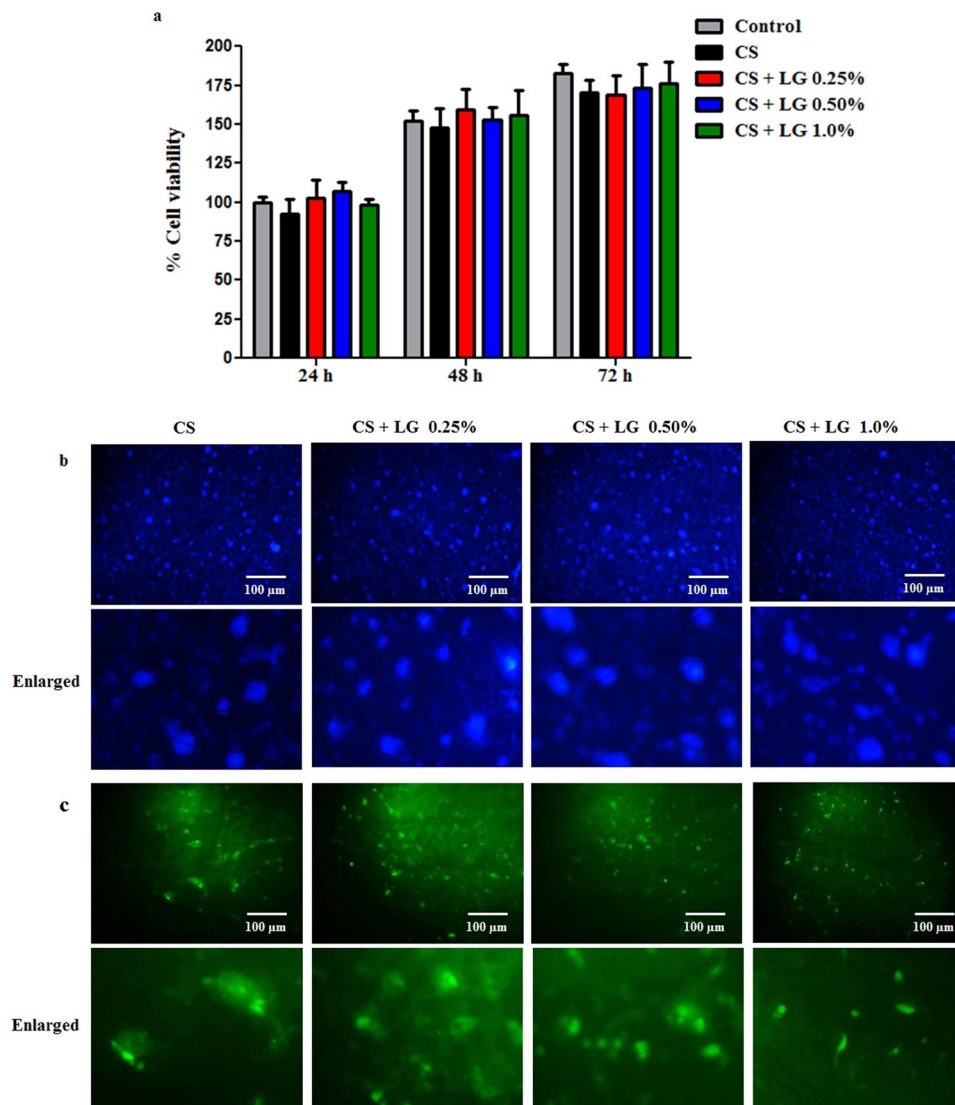 a
Control
CS
CS + LG 0.25%
CS + LG 0.50%
CS + LG 1.0%
% Cell viability
200
175
150
125
100
75
50
25
0
24 h
48 h
72 h
CS
CS + LG 0.25%
CS + LG 0.50%
CS + LG 1.0%
b
100 µm
100 µm
100 µm
100 µm
Enlarged
c
100 µm
100 µm
100 µm
100 µm
Enlarged